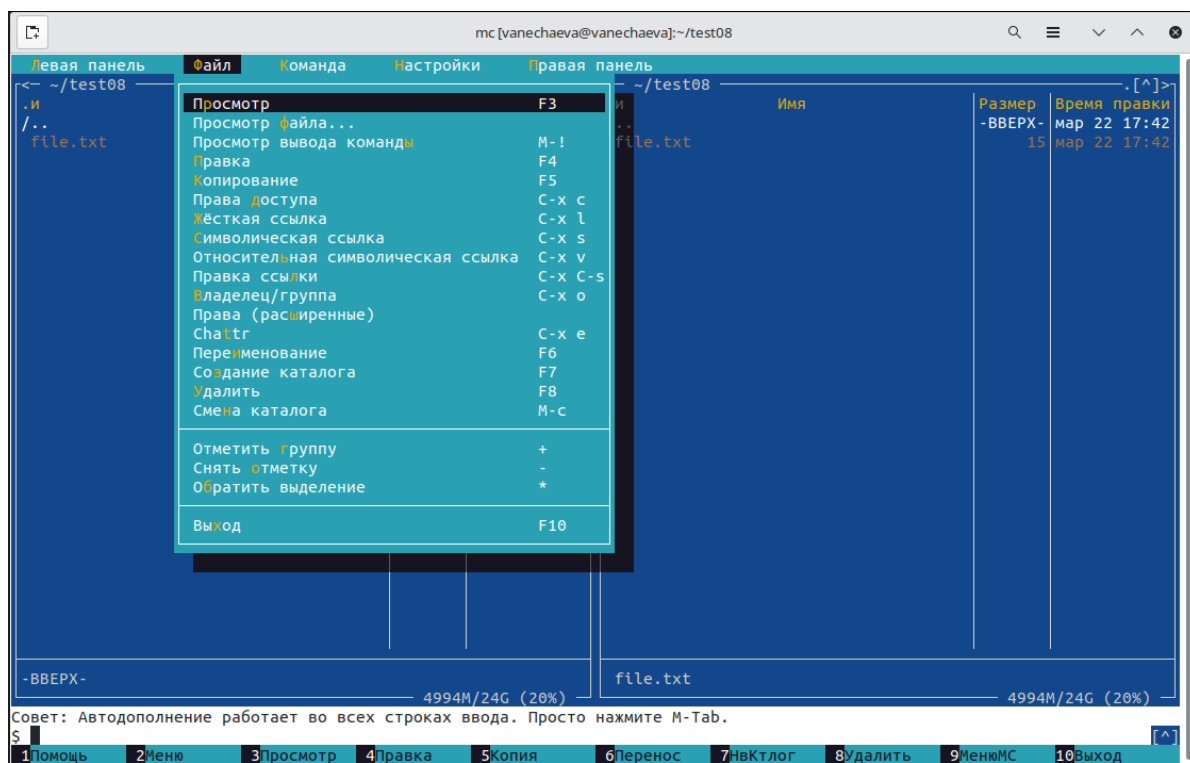 mc [vanechaeva@vanechaeva]:~/test08
Левая панель Файл Команда Настройки Правая панель
<— ~/test08 — ~/test08 .[^]>
.и
Просмотр F3
и Имя Размер Время правки
/..
Просмотр файла...
.. -ВВЕРХ- мар 22 17:42
file.txt
Просмотр вывода команды M-!
file.txt 15 мар 22 17:42
Правка F4
Копирование F5
Права доступа C-x c
Жёсткая ссылка C-x l
Символическая ссылка C-x s
Относительная символическая ссылка C-x v
Правка ссылки C-x C-s
Владелец/группа C-x o
Права (расширенные)
Chattr C-x e
Переименование F6
Создание каталога F7
Удалить F8
Смена каталога M-c
Отметить группу +
Снять отметку -
Обратить выделение *
Выход F10
-ВВЕРХ- file.txt
4994M/24G (20%) 4994M/24G (20%)
Совет: Автодополнение работает во всех строках ввода. Просто нажмите M-Tab.
$ [^]
1Помощь 2Меню 3Просмотр 4Правка 5Копия 6Перенос 7НвКтлог 8Удалить 9МенюМС 10Выход